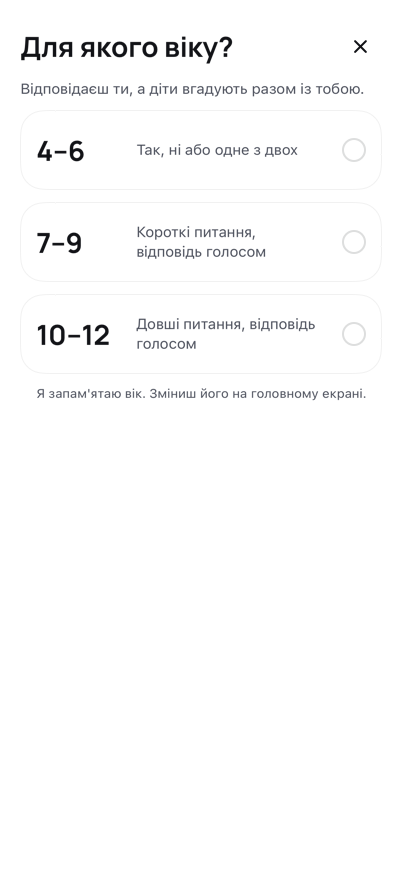 Для якого віку?
Відповідаєш ти, а діти вгадують разом із тобою.
4–6
Так, ні або одне з двох
7–9
Короткі питання,
відповідь голосом
10–12
Довші питання, відповідь
голосом
Я запам'ятаю вік. Зміниш його на головному екрані.